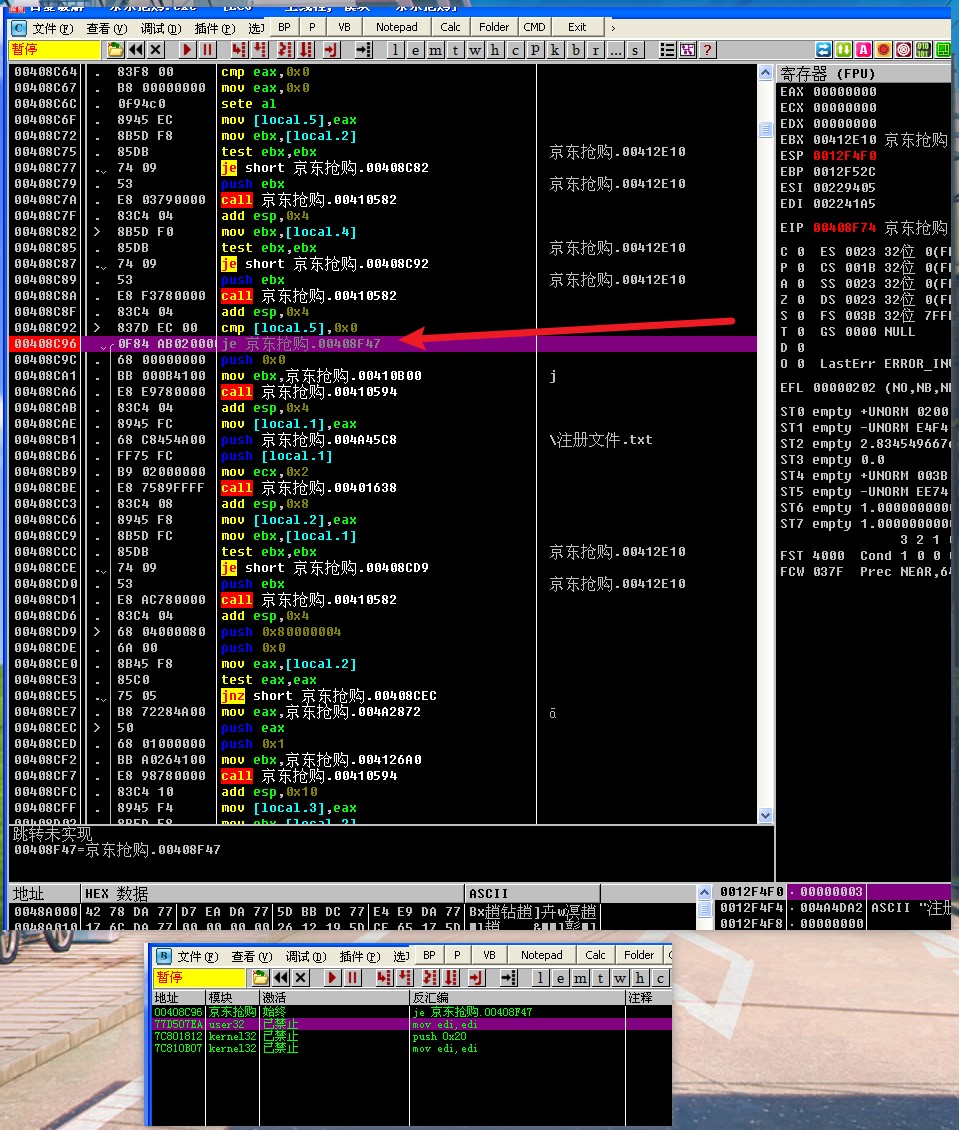 C 文件(F) 查看(V) 调试(D) 插件(P) 选 BP P VB Notepad Calc Folder CMD Exit
暂停 l e m t w h c p k b r ... s ?
00408C64 . 83F8 00 cmp eax,0x0
00408C67 . B8 00000000 mov eax,0x0
00408C6C . 0F94c0 sete al
00408C6F . 8945 EC mov [local.5],eax
00408C72 . 8B5D F8 mov ebx,[local.2]
00408C75 . 85DB test ebx,ebx 京东抢购.00412E10
00408C77 . 74 09 je short 京东抢购.00408C82
00408C79 . 53 push ebx 京东抢购.00412E10
00408C7A . E8 03790000 call 京东抢购.00410582
00408C7F . 83C4 04 add esp,0x4
00408C82 > 8B5D F0 mov ebx,[local.4]
00408C85 . 85DB test ebx,ebx 京东抢购.00412E10
00408C87 . 74 09 je short 京东抢购.00408C92
00408C89 . 53 push ebx 京东抢购.00412E10
00408C8A . E8 F3780000 call 京东抢购.00410582
00408C8F . 83C4 04 add esp,0x4
00408C92 > 837D EC 00 cmp [local.5],0x0
00408C96 . 0F84 AB02000 je 京东抢购.00408F47
00408C9C . 68 00000000 push 0x0
00408CA1 . BB 000B4100 mov ebx,京东抢购.00410B00 j
00408CA6 . E8 E9780000 call 京东抢购.00410594
00408CAB . 83C4 04 add esp,0x4
00408CAE . 8945 FC mov [local.1],eax
00408CB1 . 68 C8454A00 push 京东抢购.004A45C8 \注册文件.txt
00408CB6 . FF75 FC push [local.1]
00408CB9 . B9 02000000 mov ecx,0x2
00408CBE . E8 7589FFFF call 京东抢购.00401638
00408CC3 . 83C4 08 add esp,0x8
00408CC6 . 8945 F8 mov [local.2],eax
00408CC9 . 8B5D FC mov ebx,[local.1]
00408CCC . 85DB test ebx,ebx 京东抢购.00412E10
00408CCE . 74 09 je short 京东抢购.00408CD9
00408CD0 . 53 push ebx 京东抢购.00412E10
00408CD1 . E8 AC780000 call 京东抢购.00410582
00408CD6 . 83C4 04 add esp,0x4
00408CD9 > 68 04000080 push 0x80000004
00408CDE . 6A 00 push 0x0
00408CE0 . 8B45 F8 mov eax,[local.2]
00408CE3 . 85C0 test eax,eax
00408CE5 . 75 05 jnz short 京东抢购.00408CEC
00408CE7 . B8 72284A00 mov eax,京东抢购.004A2872
00408CEC > 50 push eax
00408CED . 68 01000000 push 0x1
00408CF2 . BB A0264100 mov ebx,京东抢购.004126A0
00408CF7 . E8 98780000 call 京东抢购.00410594
00408CFC . 83C4 10 add esp,0x10
00408CFF . 8945 F4 mov [local.3],eax
跳转未实现
00408F47=京东抢购.00408F47
寄存器 (FPU)
EAX 00000000
ECX 00000000
EDX 00000000
EBX 00412E10 京东抢购
ESP 0012F4F0
EBP 0012F52C
ESI 00229405
EDI 002241A5
EIP 00408F74 京东抢购
C 0 ES 0023 32位 0(F
P 0 CS 001B 32位 0(F
A 0 SS 0023 32位 0(F
Z 0 DS 0023 32位 0(F
S 0 FS 003B 32位 7FFF
T 0 GS 0000 NULL
D 0
O 0 LastErr ERROR_IN
EFL 00000202 (NO,NB,N
ST0 empty +UNORM 0200
ST1 empty -UNORM E4F4
ST2 empty 2.834549667
ST3 empty 0.0
ST4 empty +UNORM 003B
ST5 empty -UNORM EE74
ST6 empty 1.000000000
ST7 empty 1.000000000
3 2 1 0
FST 4000 Cond 1 0 0 0
FCW 037F Prec NEAR,6
地址 HEX 数据 ASCII
0048A000 42 78 DA 77 D7 EA DA 77 5D BB DC 77 E4 E9 DA 77
0012F4F0 00000003
0012F4F4 004A4DA2 ASCII "注
0012F4F8 00000000
B 文件(F) 查看(V) 调试(D) 插件(P) 选 BP P VB Notepad Calc Folder
暂停 l e m t w h c
地址 模块 激活 反汇编 注释
00408C96 京东抢购 始终 je 京东抢购.00408F47
77D507EA user32 已禁止 mov edi,edi
7C801812 kernel32 已禁止 push 0x20
7C810B07 kernel32 已禁止 mov edi,edi